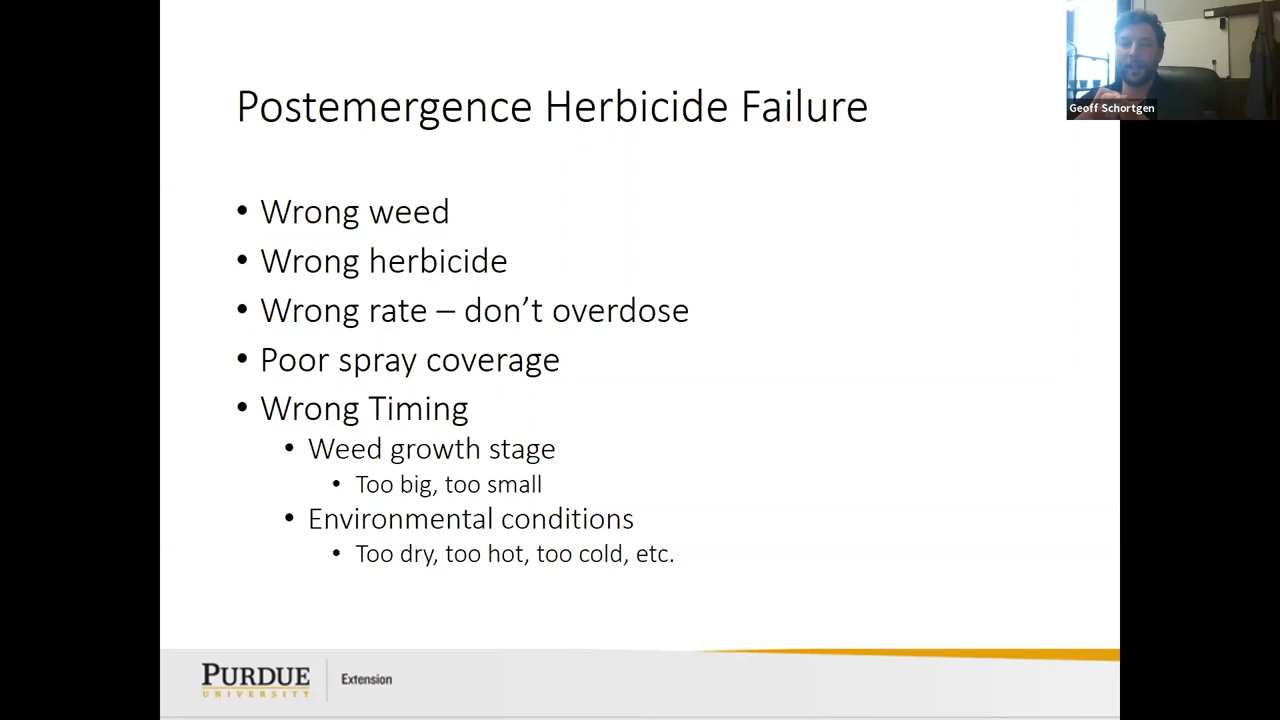 Geoff Schortgen
Postemergence Herbicide Failure
• Wrong weed
• Wrong herbicide
• Wrong rate – don’t overdose
• Poor spray coverage
• Wrong Timing
• Weed growth stage
• Too big, too small
• Environmental conditions
• Too dry, too hot, too cold, etc.
PURDUE
UNIVERSITY
Extension